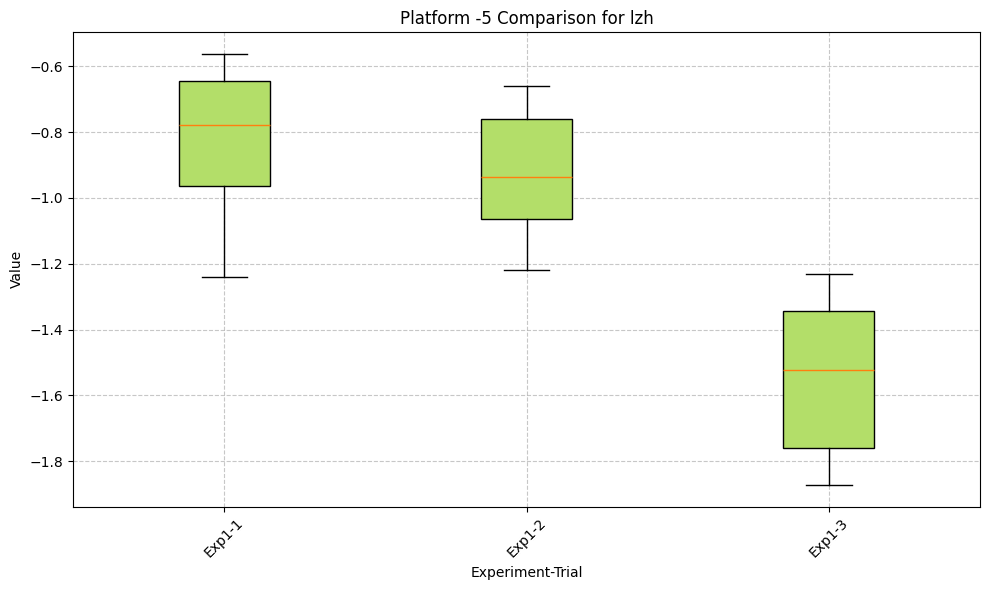 Platform -5 Comparison for lzh
−0.6
−0.8
−1.0
−1.2
−1.4
−1.6
−1.8
Value
Exp1-1
Exp1-2
Exp1-3
Experiment-Trial